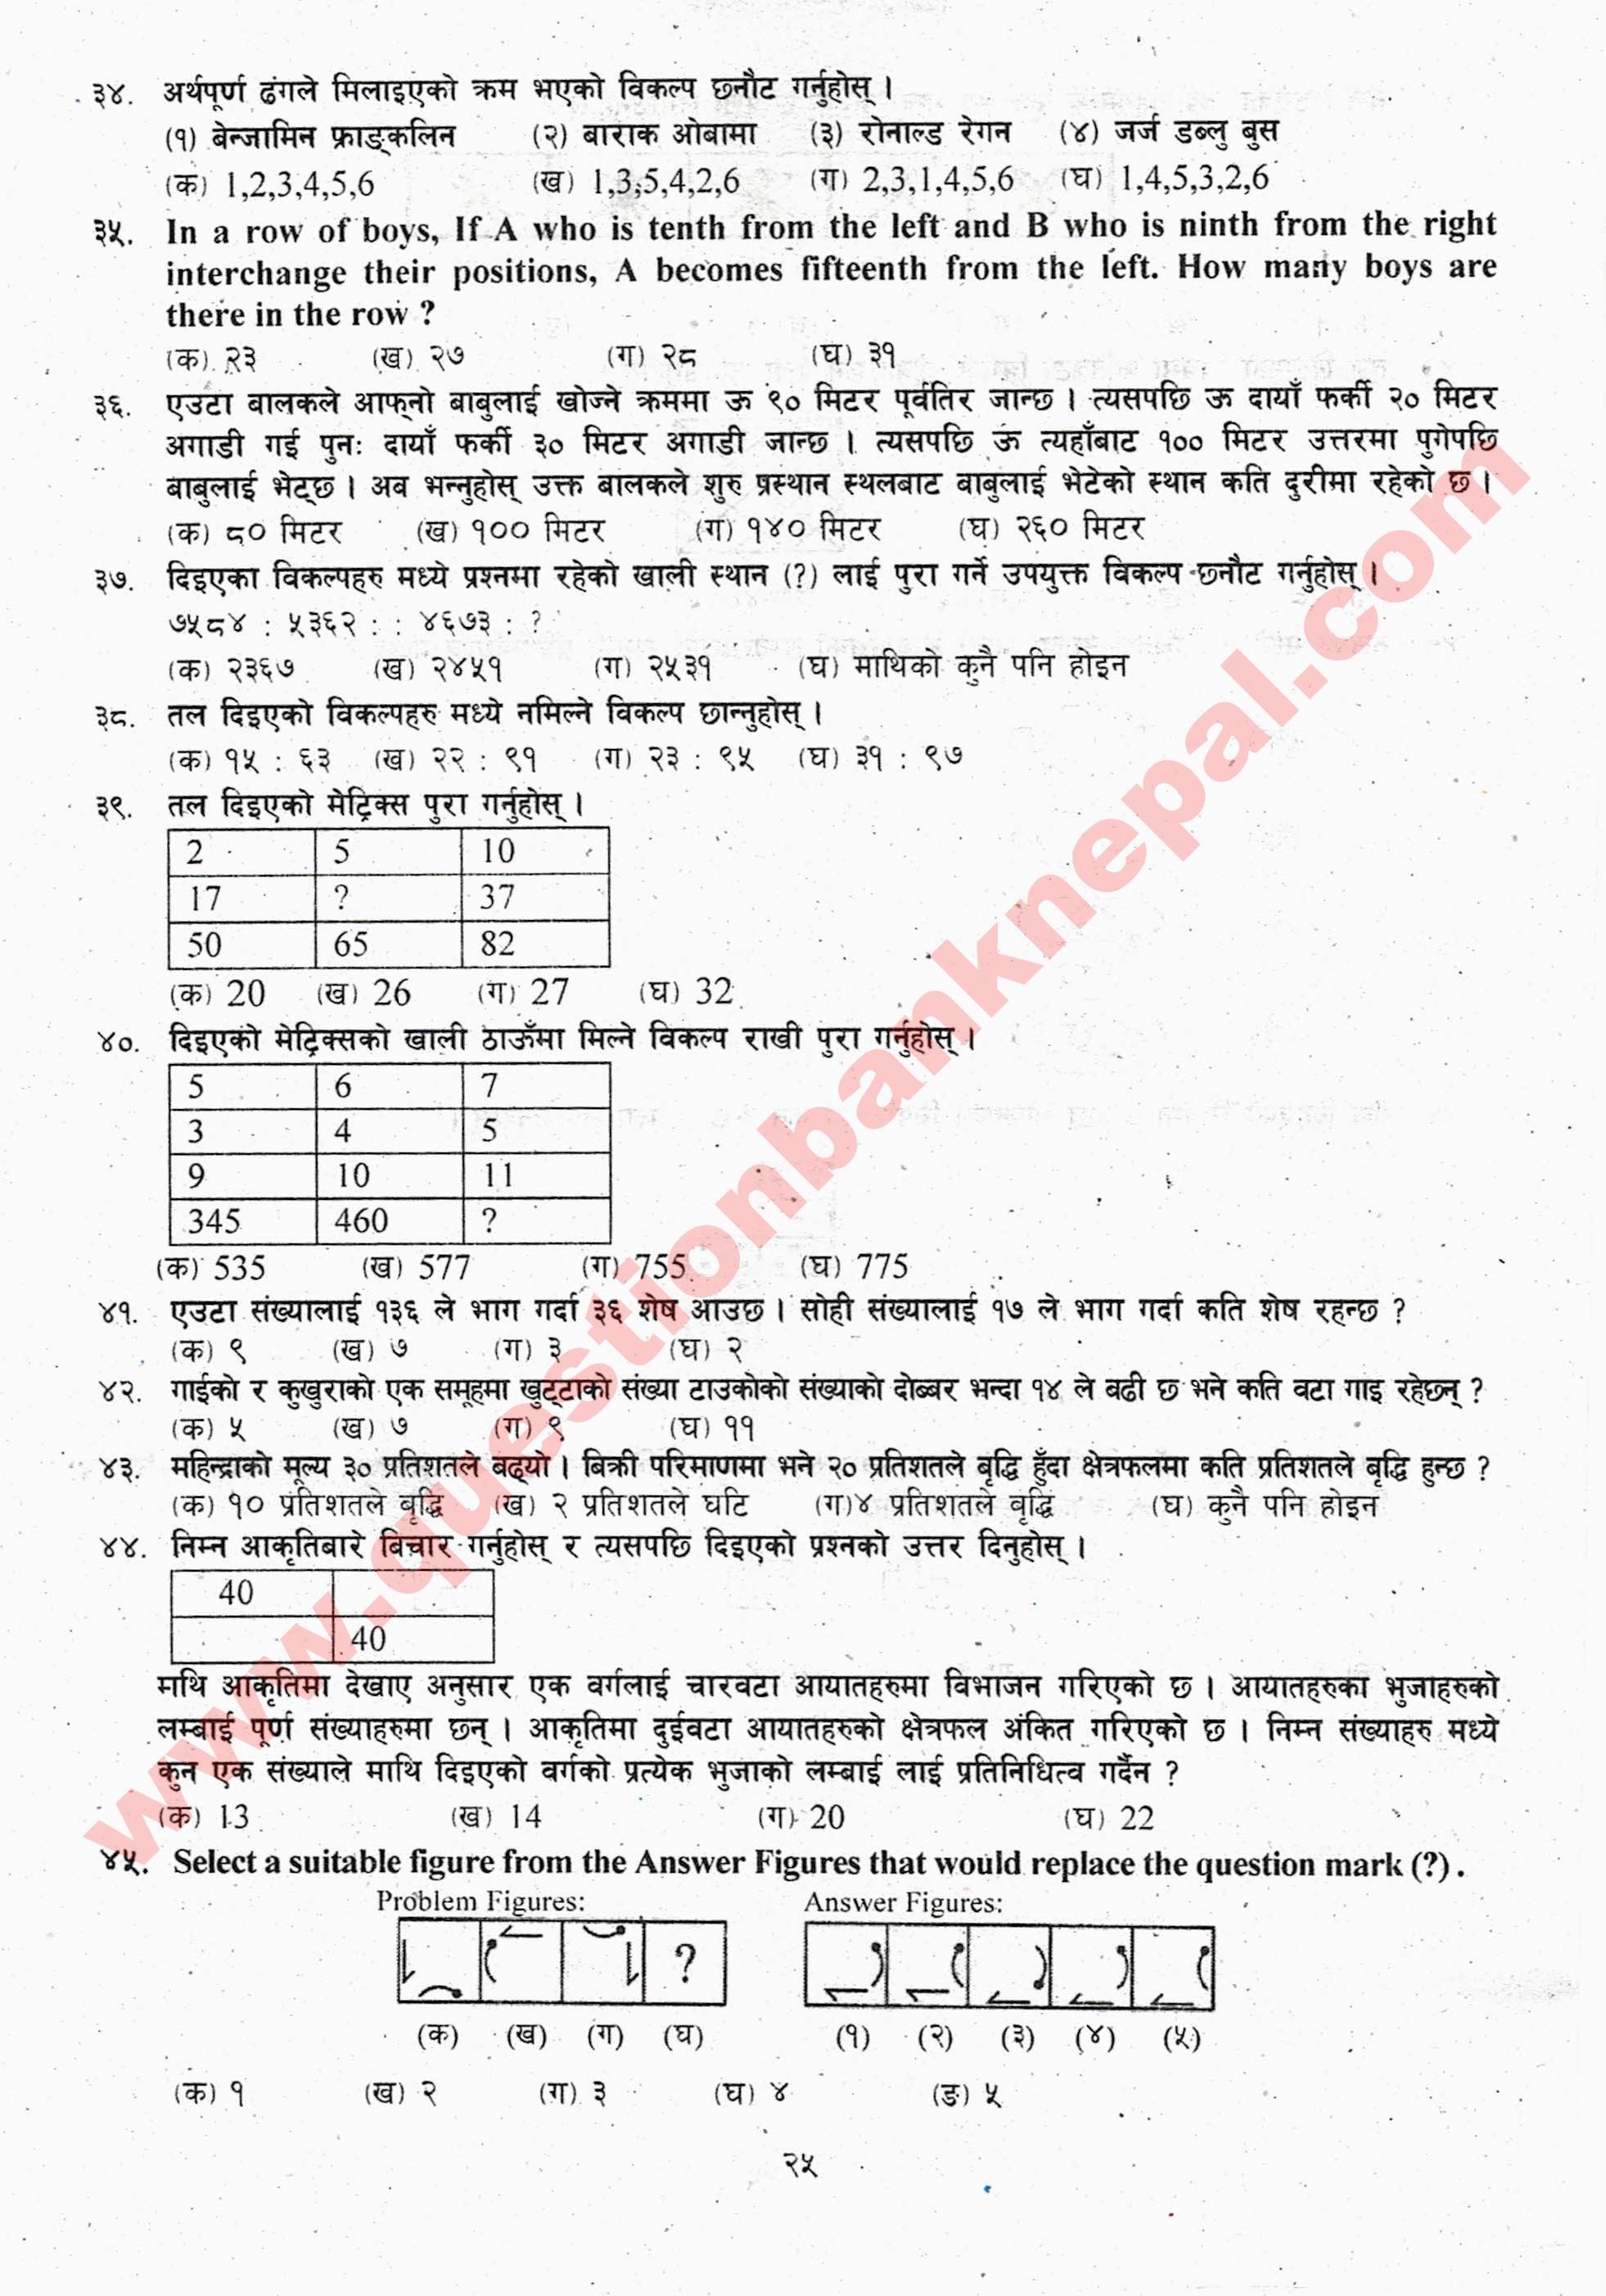 ३४. अर्थपूर्ण ढंगले मिलाइएको क्रम भएको विकल्प छनौट गर्नुहोस् ।
(१) बेन्जामिन फ्राङ्कलिन (२) बाराक ओबामा (३) रोनाल्ड रेगन (४) जर्ज डब्लु बुस
(क) 1,2,3,4,5,6 (ख) 1,3,5,4,2,6 (ग) 2,3,1,4,5,6 (घ) 1,4,5,3,2,6
३५. In a row of boys, If A who is tenth from the left and B who is ninth from the right
interchange their positions, A becomes fifteenth from the left. How many boys are
there in the row ?
(क) २३ (ख) २७ (ग) २८ (घ) ३१
३६. एउटा बालकले आफ्नो बाबुलाई खोज्ने क्रममा ऊ ९० मिटर पूर्वतिर जान्छ । त्यसपछि ऊ दायाँ फर्की २० मिटर
अगाडी गई पुनः दायाँ फर्की ३० मिटर अगाडी जान्छ । त्यसपछि ऊ त्यहाँबाट १०० मिटर उत्तरमा पुगेपछि
बाबुलाई भेट्छ । अब भन्नुहोस् उक्त बालकले शुरु प्रस्थान स्थलबाट बाबुलाई भेटेको स्थान कति दुरीमा रहेको छ ।
(क) ८० मिटर (ख) १०० मिटर (ग) १४० मिटर (घ) २६० मिटर
३७. दिइएका विकल्पहरु मध्ये प्रश्नमा रहेको खाली स्थान (?) लाई पुरा गर्ने उपयुक्त विकल्प छनौट गर्नुहोस् ।
७५८४ : ५३६२ : : ४६७३ : ?
(क) २३६७ (ख) २४५१ (ग) २५३१ (घ) माथिको कुनै पनि होइन
३८. तल दिइएको विकल्पहरु मध्ये नमिल्ने विकल्प छान्नुहोस् ।
(क) १५ : ६३ (ख) २२ : ९१ (ग) २३ : ९५ (घ) ३१ : ९७
३९. तल दिइएको मेट्रिक्स पुरा गर्नुहोस् ।
2 5 10
17 ? 37
50 65 82
(क) 20 (ख) 26 (ग) 27 (घ) 32
४०. दिइएको मेट्रिक्सको खाली ठाऊँमा मिल्ने विकल्प राखी पुरा गर्नुहोस् ।
5 6 7
3 4 5
9 10 11
345 460 ?
(क) 535 (ख) 577 (ग) 755 (घ) 775
४१. एउटा संख्यालाई १३६ ले भाग गर्दा ३६ शेष आउछ । सोही संख्यालाई १७ ले भाग गर्दा कति शेष रहन्छ ?
(क) ९ (ख) ७ (ग) ३ (घ) २
४२. गाईको र कुखुराको एक समूहमा खुट्टाको संख्या टाउकोको संख्याको दोब्बर भन्दा १४ ले बढी छ भने कति वटा गाइ रहेछन् ?
(क) ५ (ख) ७ (ग) ९ (घ) ११
४३. महिन्द्राको मूल्य ३० प्रतिशतले बढ्यो । बिक्री परिमाणमा भने २० प्रतिशतले बृद्धि हुँदा क्षेत्रफलमा कति प्रतिशतले बृद्धि हुन्छ ?
(क) १० प्रतिशतले बृद्धि (ख) २ प्रतिशतले घटि (ग)४ प्रतिशतले बृद्धि (घ) कुनै पनि होइन
४४. निम्न आकृतिबारे बिचार गर्नुहोस् र त्यसपछि दिइएको प्रश्नको उत्तर दिनुहोस् ।
40
40
माथि आकृतिमा देखाए अनुसार एक वर्गलाई चारवटा आयातहरुमा विभाजन गरिएको छ । आयातहरुका भुजाहरुको
लम्बाई पूर्ण संख्याहरुमा छन् । आकृतिमा दुईवटा आयातहरुको क्षेत्रफल अंकित गरिएको छ । निम्न संख्याहरु मध्ये
कुन एक संख्याले माथि दिइएको वर्गको प्रत्येक भुजाको लम्बाई लाई प्रतिनिधित्व गर्दैन ?
(क) 13 (ख) 14 (ग) 20 (घ) 22
४५. Select a suitable figure from the Answer Figures that would replace the question mark (?) .
Problem Figures: Answer Figures:
?
(क) (ख) (ग) (घ) (१) (२) (३) (४) (५)
(क) १ (ख) २ (ग) ३ (घ) ४ (ङ) ५
२५
www.questionbanknepal.com